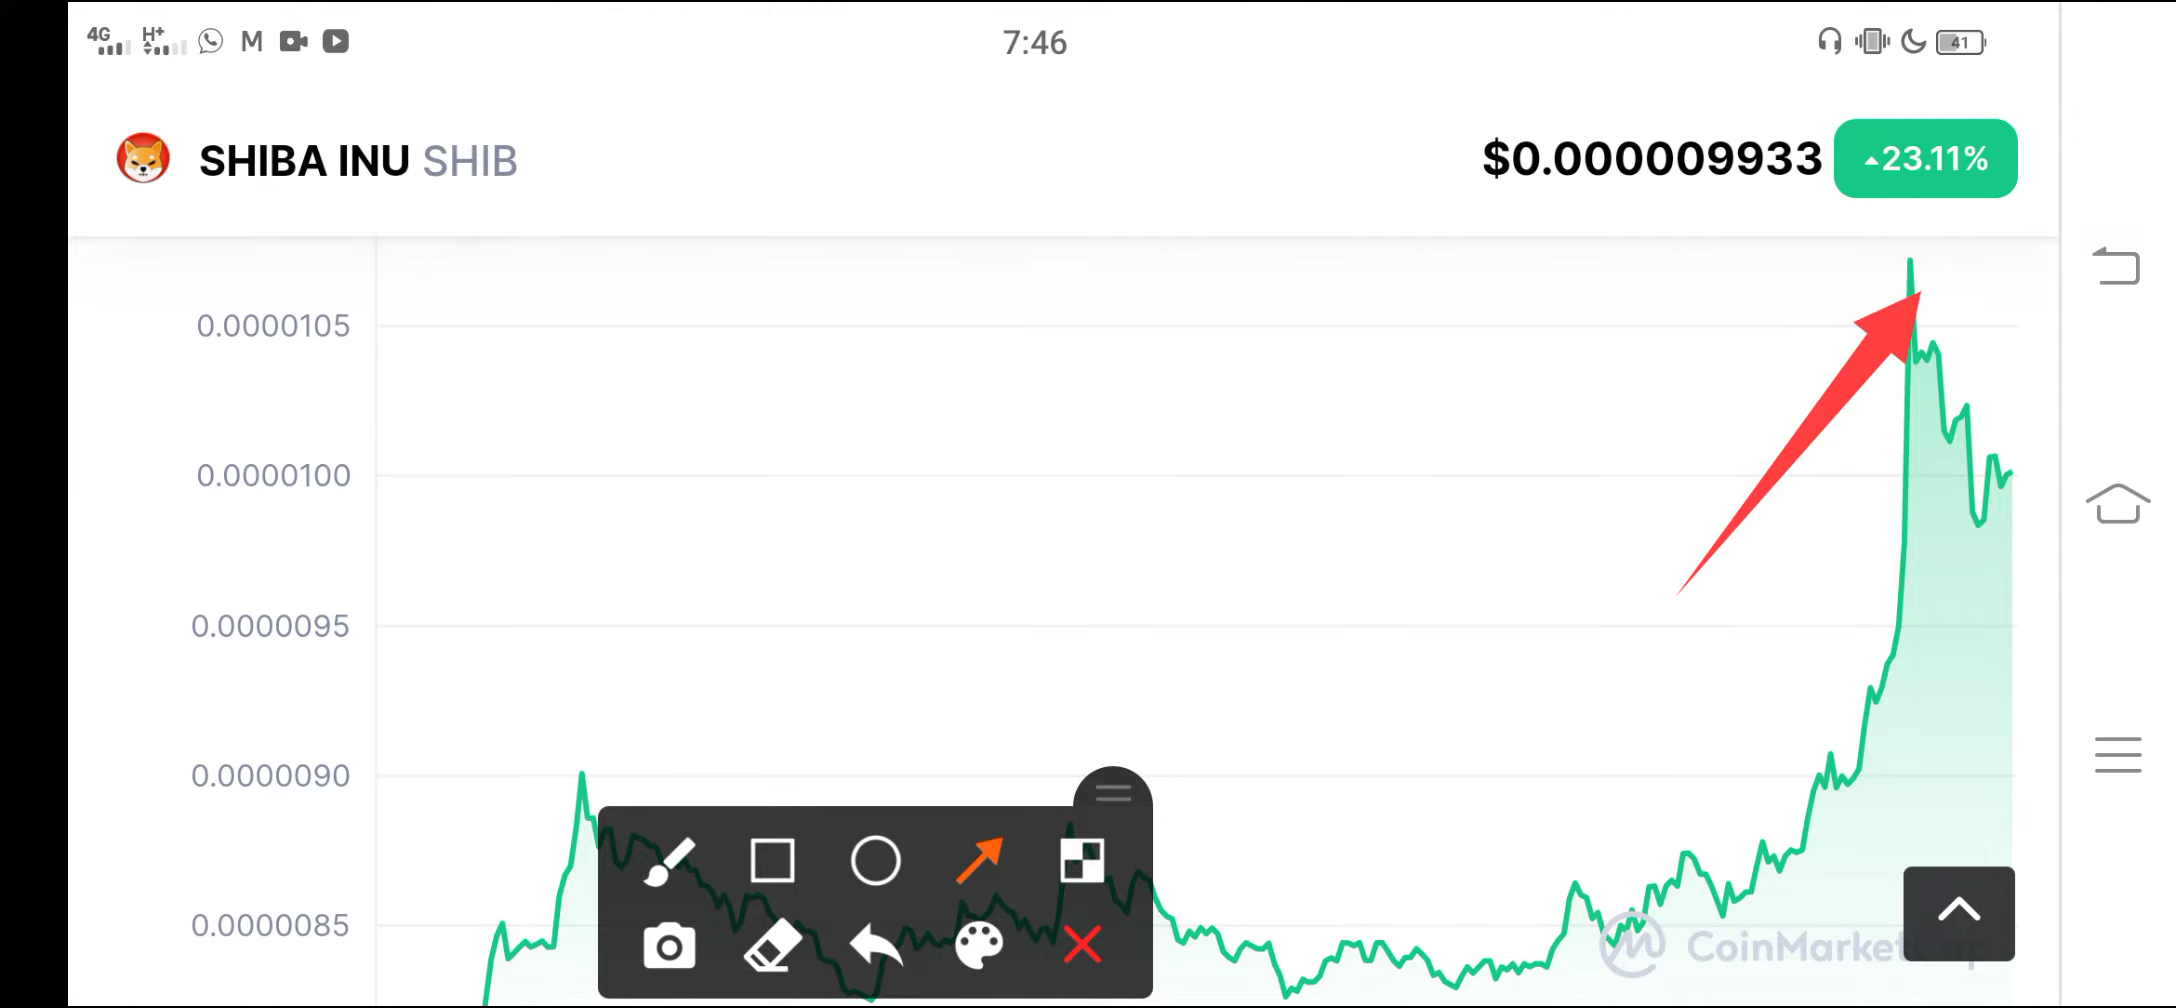 4G H+ M 7:46 41
SHIBA INU SHIB $0.000009933 23.11%
0.0000105
0.0000100
0.0000095
0.0000090
0.0000085
CoinMarke